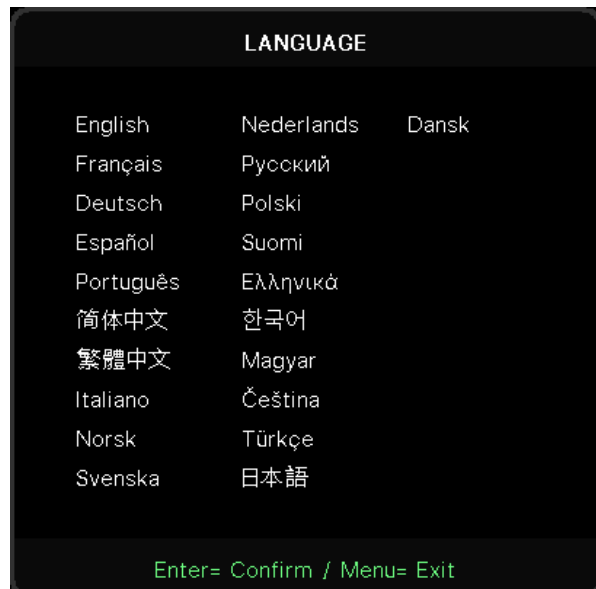 LANGUAGE
English Nederlands Dansk
Français Русский
Deutsch Polski
Español Suomi
Português Ελληνικά
简体中文 한국어
繁體中文 Magyar
Italiano Čeština
Norsk Türkçe
Svenska 日本語
Enter= Confirm / Menu= Exit